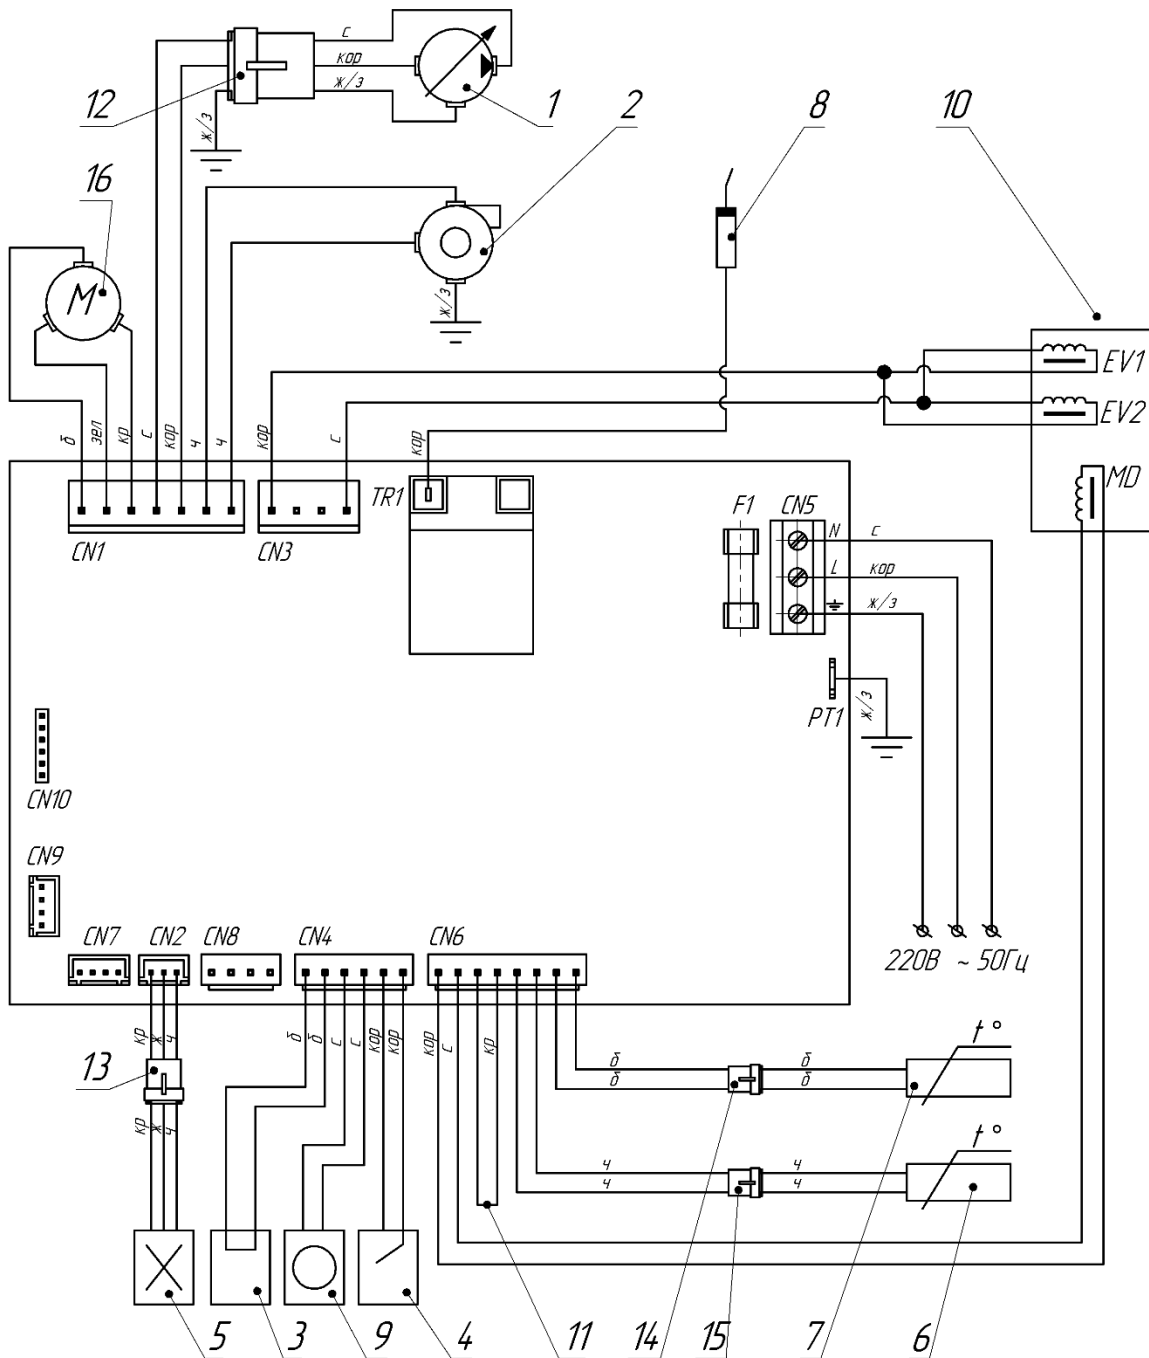 с
кор
ж/з
ж/з
12
1
2
8
10
16
M
ж/з
EV1
EV2
MD
б
зел
кр
с
кор
ч
ч
кор
с
кор
TR1
CN1
CN3
F1
CN5
N
с
L
кор
ж/з
PT1
ж/з
CN10
CN9
CN7
CN2
CN8
CN4
CN6
220В ~ 50Гц
кр
ж
ч
б
б
с
с
кор
кор
кор
с
кр
13
кр
ж
ч
б
б
б
б
t°
ч
ч
ч
ч
t°
5
3
9
4
11
14
15
7
6